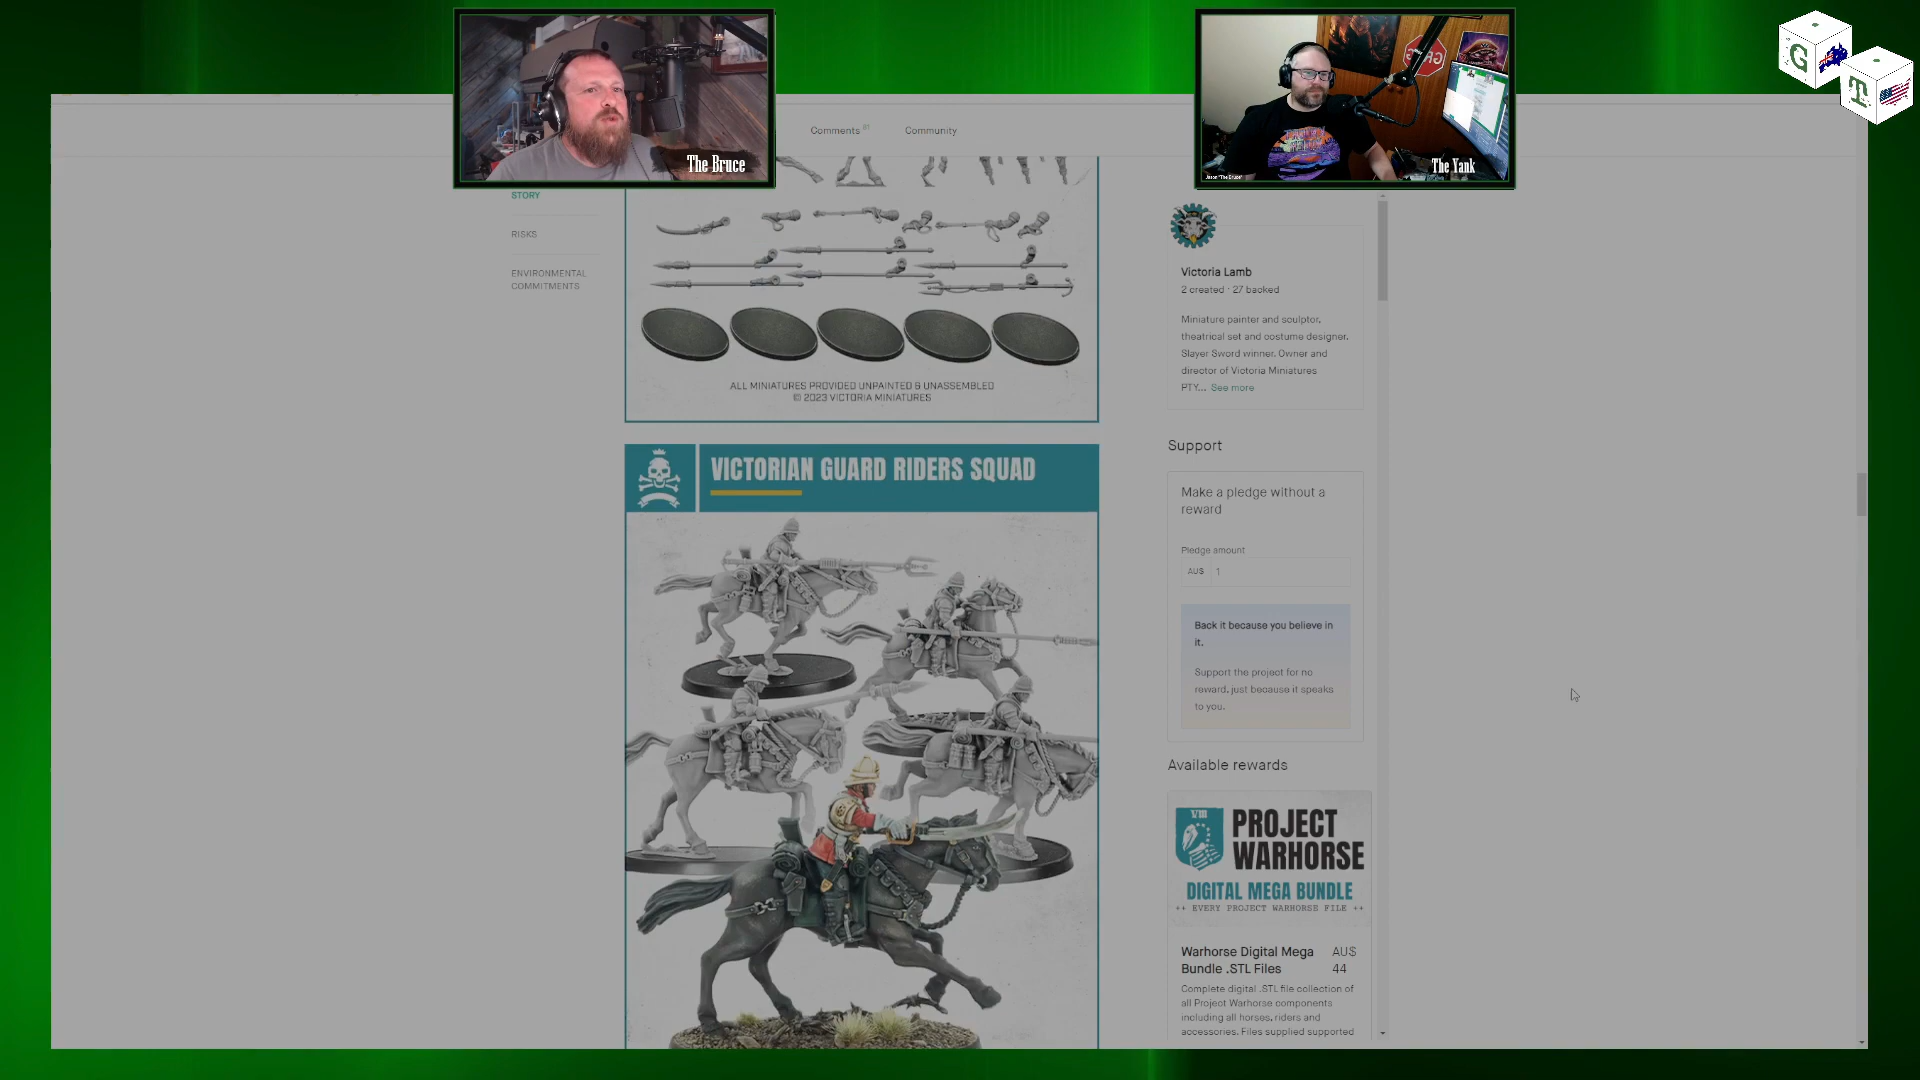 The Bruce
The Yank
Jason "The Bruce"
G
T
Comments 81
Community
STORY
RISKS
ENVIRONMENTAL
COMMITMENTS
ALL MINIATURES PROVIDED UNPAINTED & UNASSEMBLED
© 2023 VICTORIA MINIATURES
VICTORIAN GUARD RIDERS SQUAD
Victoria Lamb
2 created · 27 backed
Miniature painter and sculptor,
theatrical set and costume designer.
Slayer Sword winner. Owner and
director of Victoria Miniatures
PTY... See more
Support
Make a pledge without a
reward
Pledge amount
AU$ 1
Back it because you believe in
it.
Support the project for no
reward, just because it speaks
to you.
Available rewards
VIII
PROJECT
WARHORSE
DIGITAL MEGA BUNDLE
++ EVERY PROJECT WARHORSE FILE ++
Warhorse Digital Mega AU$
Bundle .STL Files 44
Complete digital .STL file collection of
all Project Warhorse components
including all horses, riders and
accessories. Files supplied supported